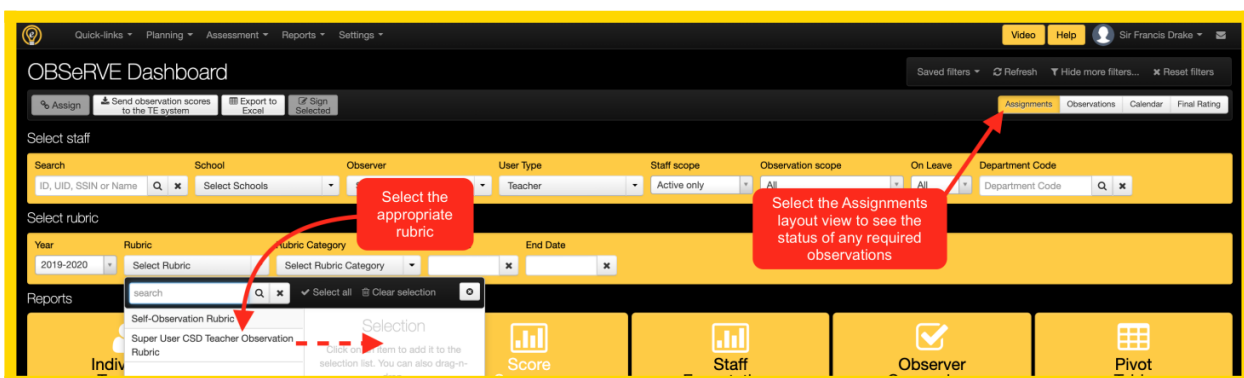 Quick-links Planning Assessment Reports Settings Video Help Sir Francis Drake
OBSeRVE Dashboard Saved filters Refresh Hide more filters... Reset filters
Assign Send observation scores to the TE system Export to Excel Sign Selected Assignments Observations Calendar Final Rating
Select staff
Search School Observer User Type Staff scope Observation scope On Leave Department Code
ID, UID, SSIN or Name Select Schools Teacher Active only All All Department Code
Select the
appropriate
rubric
Select the Assignments
layout view to see the
status of any required
observations
Select rubric
Year Rubric Rubric Category End Date
2019-2020 Select Rubric Select Rubric Category
search Select all Clear selection
Reports
Self-Observation Rubric
Super User CSD Teacher Observation
Rubric
Selection
Click on an item to add it to the
selection list. You can also drag-n-
Score Staff Observer Pivot